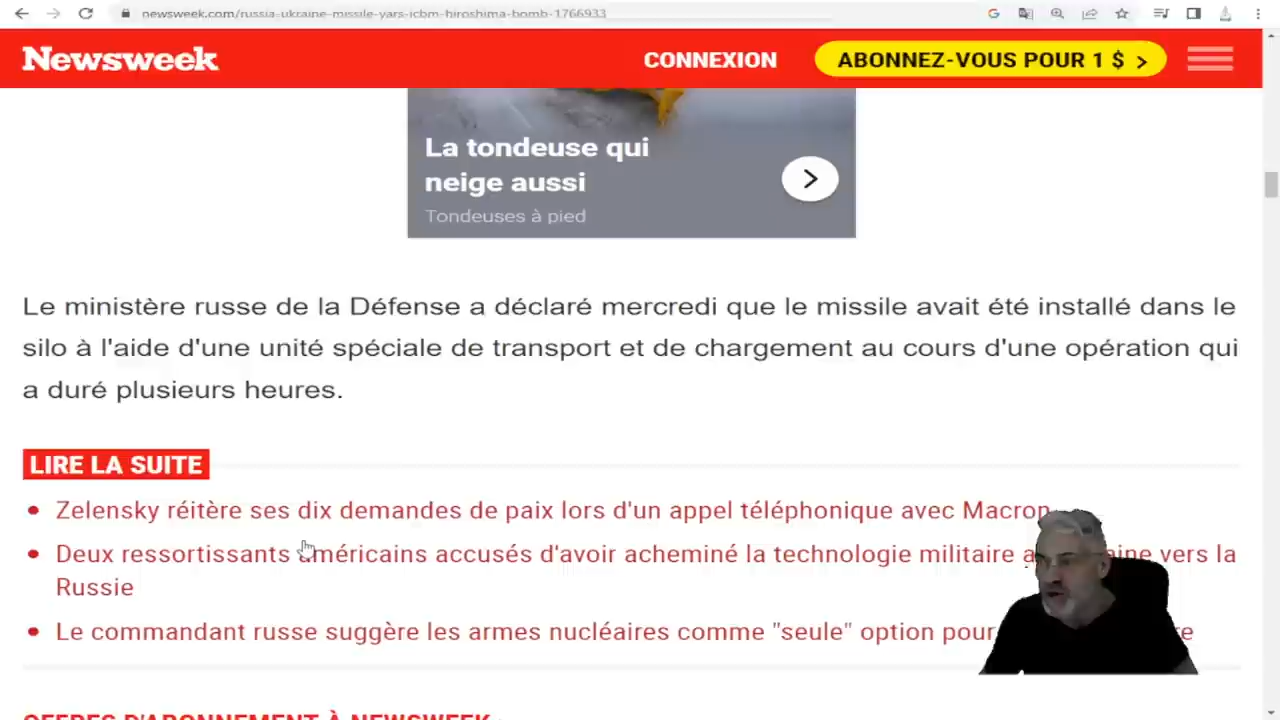 newsweek.com/russia-ukraine-missile-yars-icbm-hiroshima-bomb-1766933
Newsweek
CONNEXION
ABONNEZ-VOUS POUR 1 $ >
La tondeuse qui
neige aussi
Tondeuses à pied
Le ministère russe de la Défense a déclaré mercredi que le missile avait été installé dans le
silo à l'aide d'une unité spéciale de transport et de chargement au cours d'une opération qui
a duré plusieurs heures.
LIRE LA SUITE
• Zelensky réitère ses dix demandes de paix lors d'un appel téléphonique avec Macron
• Deux ressortissants américains accusés d'avoir acheminé la technologie militaire vers la
Russie
• Le commandant russe suggère les armes nucléaires comme "seule" option pour
OFFRES D'ABONNEMENT À NEWSWEEK